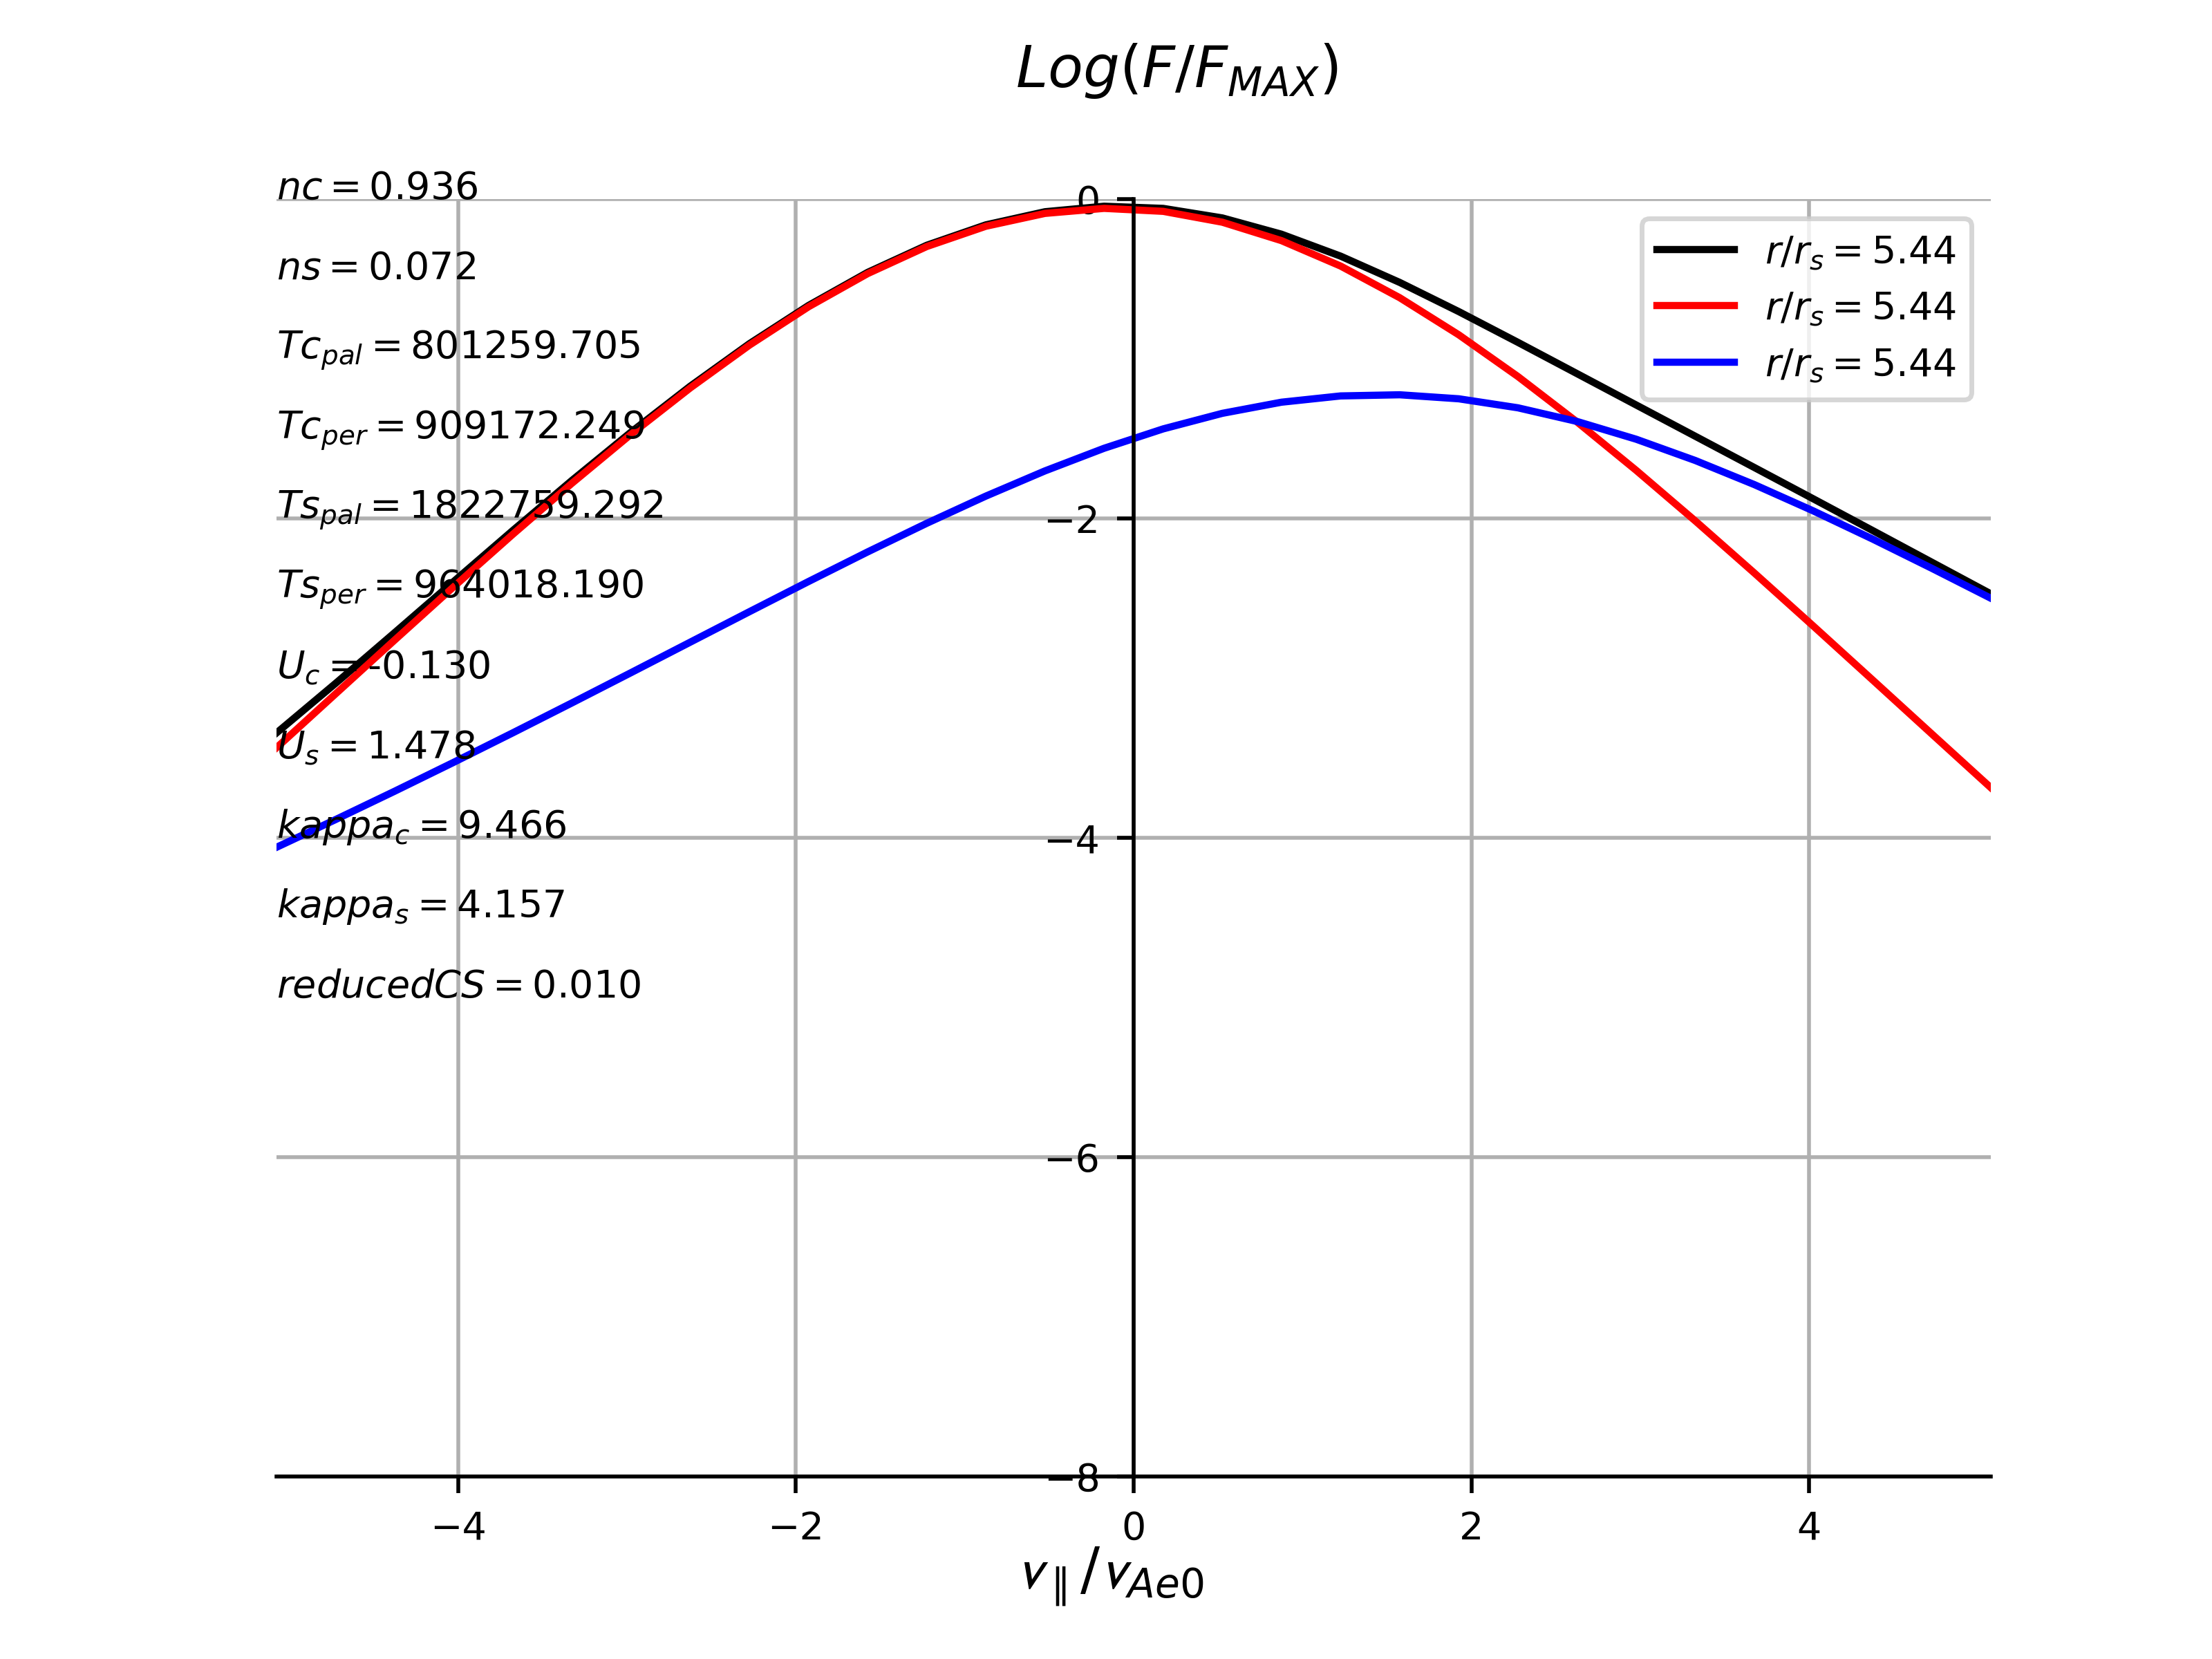 Log(F/F_MAX)
nc = 0.936
ns = 0.072
Tc_pal = 801259.705
Tc_per = 909172.249
Ts_pal = 1822759.292
Ts_per = 964018.190
U_c = -0.130
U_s = 1.478
kappa_c = 9.466
kappa_s = 4.157
reducedCS = 0.010
0
−2
−4
−6
−8
r/r_s = 5.44
r/r_s = 5.44
r/r_s = 5.44
−4 −2 0 2 4
v_∥/v_Ae0